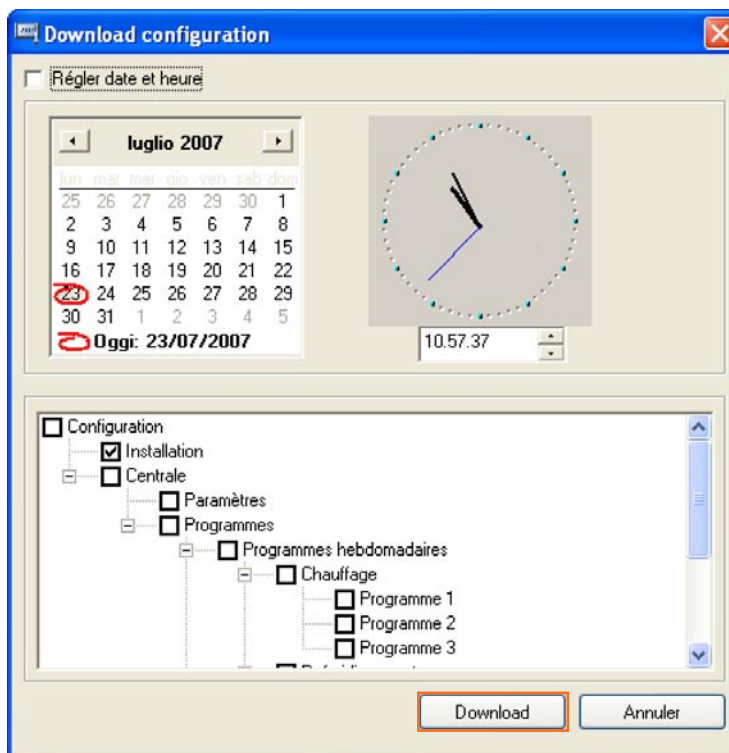 Download configuration
Régler date et heure
luglio 2007
lun mar mer gio ven sab dom
25 26 27 28 29 30 1
2 3 4 5 6 7 8
9 10 11 12 13 14 15
16 17 18 19 20 21 22
23 24 25 26 27 28 29
30 31 1 2 3 4 5
Oggi: 23/07/2007
10.57.37
Configuration
Installation
Centrale
Paramètres
Programmes
Programmes hebdomadaires
Chauffage
Programme 1
Programme 2
Programme 3
Download
Annuler